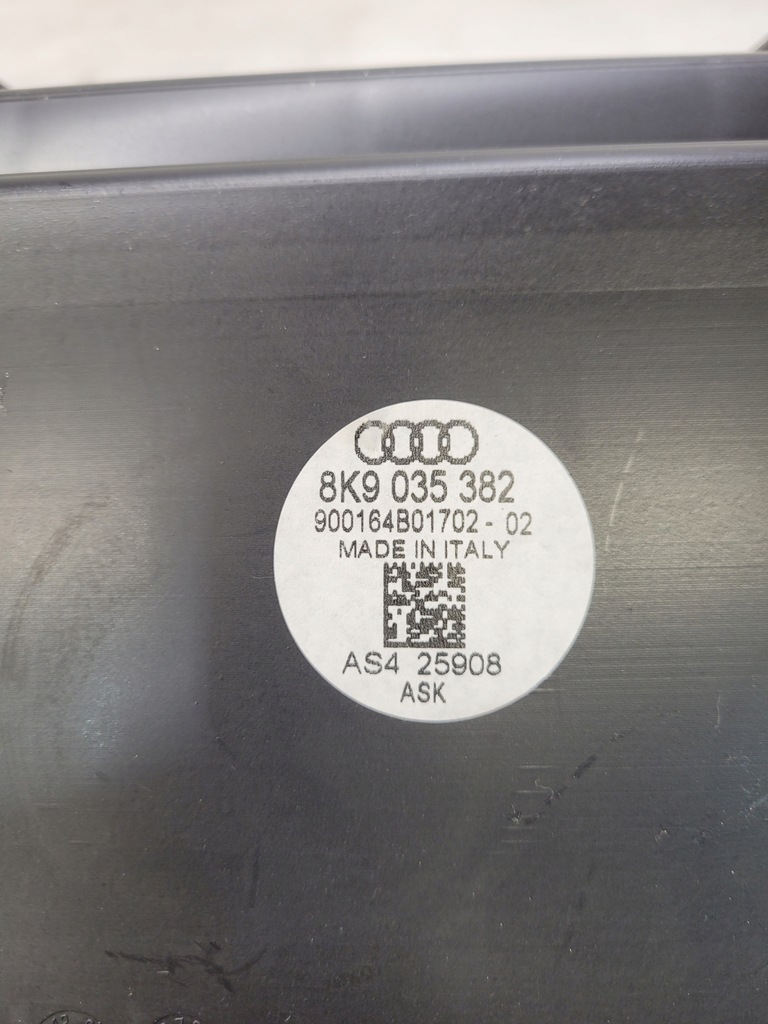 8K9 035 382
900164B01702 - 02
MADE IN ITALY
AS4 25908
ASK